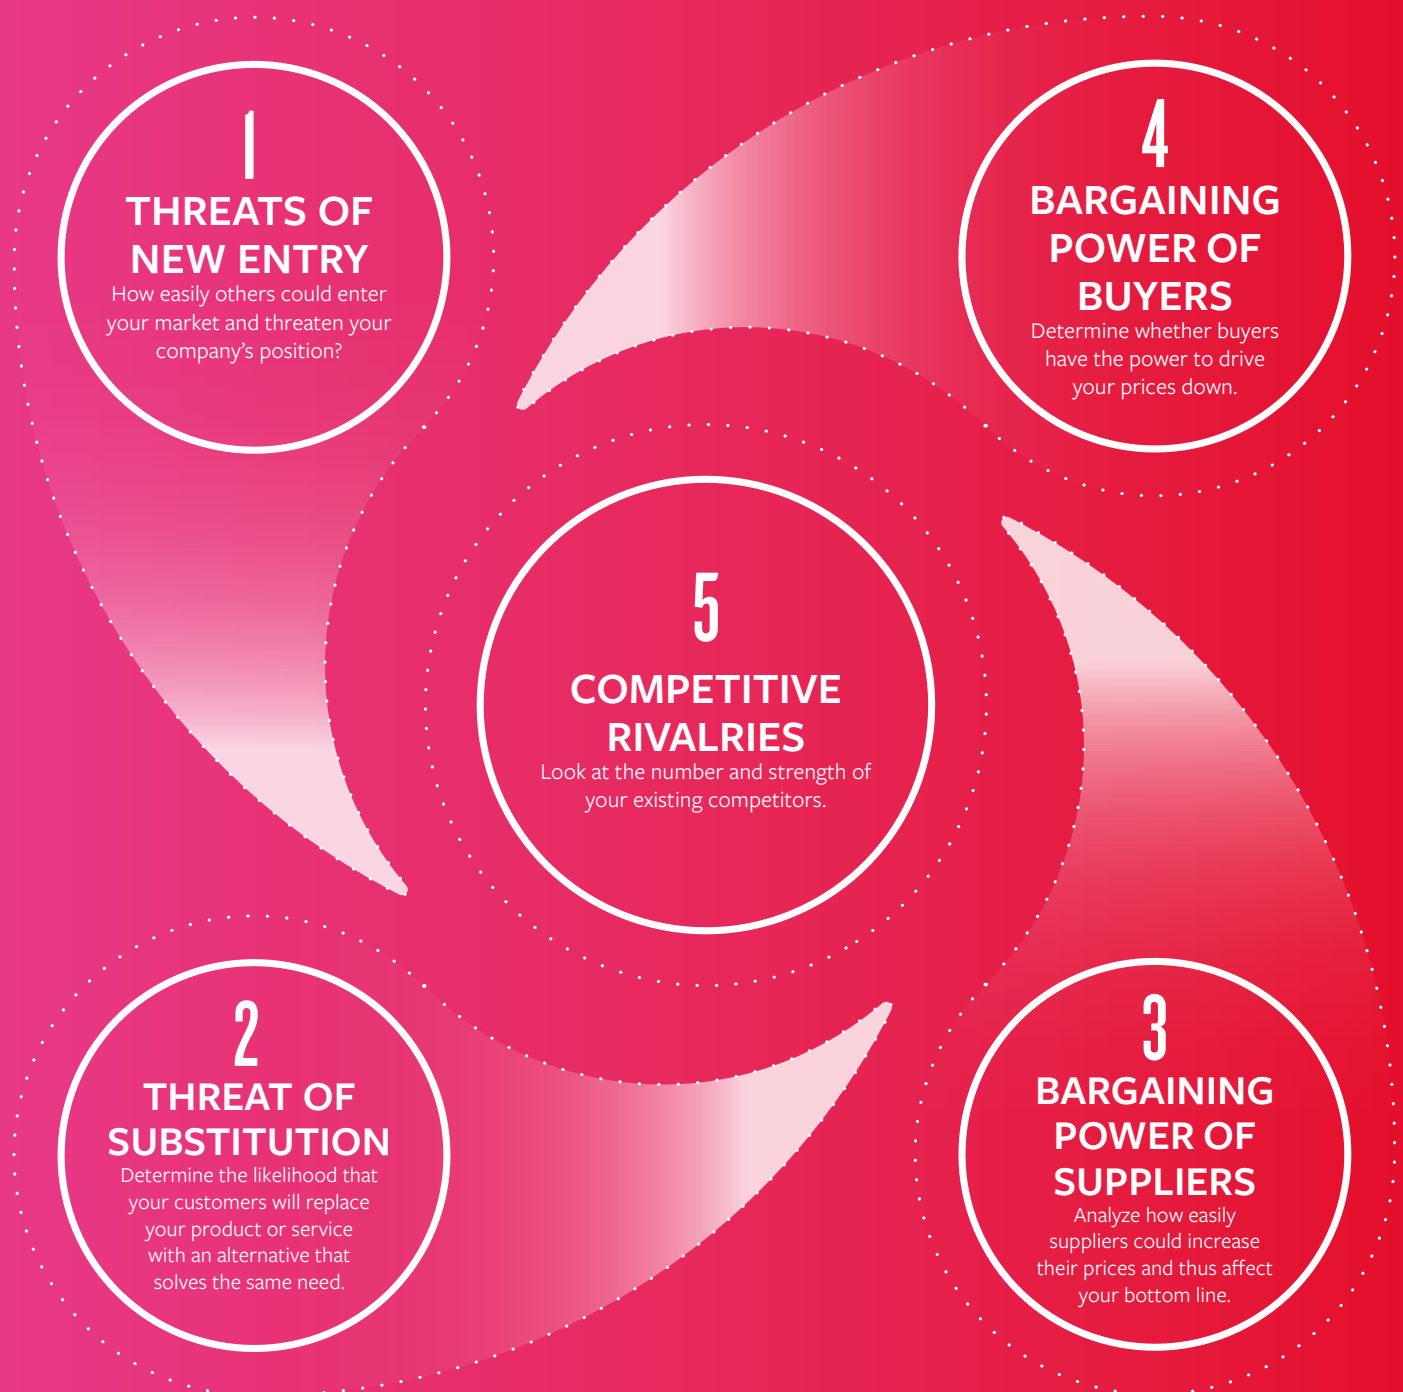 1
THREATS OF
NEW ENTRY
How easily others could enter
your market and threaten your
company’s position?
2
THREAT OF
SUBSTITUTION
Determine the likelihood that
your customers will replace
your product or service
with an alternative that
solves the same need.
3
BARGAINING
POWER OF
SUPPLIERS
Analyze how easily
suppliers could increase
their prices and thus affect
your bottom line.
4
BARGAINING
POWER OF
BUYERS
Determine whether buyers
have the power to drive
your prices down.
5
COMPETITIVE
RIVALRIES
Look at the number and strength of
your existing competitors.